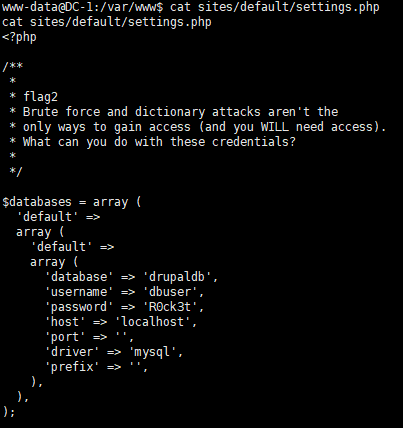 www-data@DC-1:/var/www$ cat sites/default/settings.php
cat sites/default/settings.php
<?php

/**
 *
 * flag2
 * Brute force and dictionary attacks aren't the
 * only ways to gain access (and you WILL need access).
 * What can you do with these credentials?
 *
 */

$databases = array (
  'default' =>
  array (
    'default' =>
    array (
      'database' => 'drupaldb',
      'username' => 'dbuser',
      'password' => 'R0ck3t',
      'host' => 'localhost',
      'port' => '',
      'driver' => 'mysql',
      'prefix' => '',
    ),
  ),
);